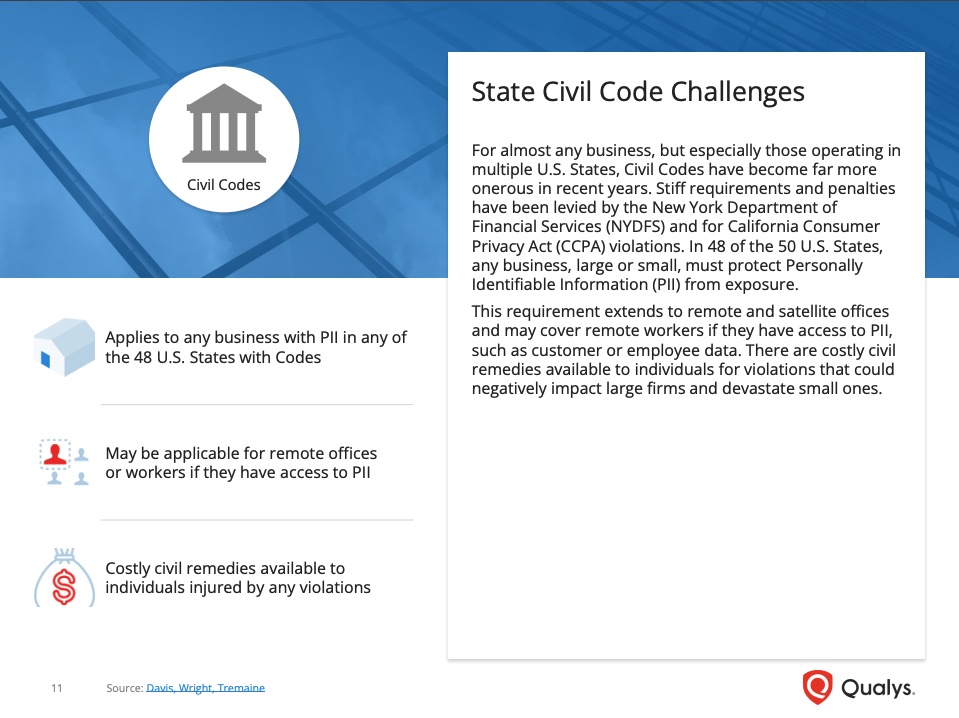 Civil Codes
Applies to any business with PII in any of
the 48 U.S. States with Codes
May be applicable for remote offices
or workers if they have access to PII
Costly civil remedies available to
individuals injured by any violations
State Civil Code Challenges
For almost any business, but especially those operating in
multiple U.S. States, Civil Codes have become far more
onerous in recent years. Stiff requirements and penalties
have been levied by the New York Department of
Financial Services (NYDFS) and for California Consumer
Privacy Act (CCPA) violations. In 48 of the 50 U.S. States,
any business, large or small, must protect Personally
Identifiable Information (PII) from exposure.
This requirement extends to remote and satellite offices
and may cover remote workers if they have access to PII,
such as customer or employee data. There are costly civil
remedies available to individuals for violations that could
negatively impact large firms and devastate small ones.
11
Source: Davis, Wright, Tremaine
Qualys.